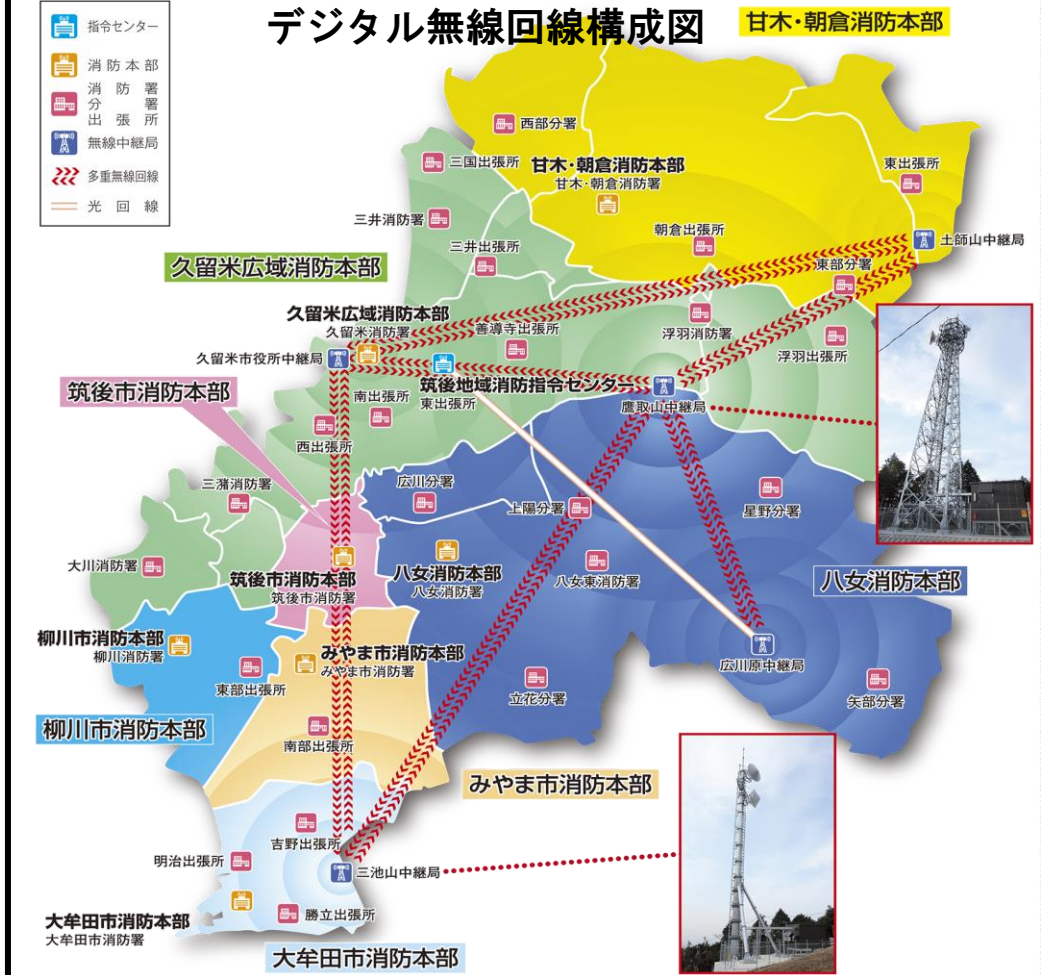 デジタル無線回線構成図
指令センター
消防本部
消防署
分署
出張所
無線中継局
多重無線回線
光回線
甘木・朝倉消防本部
西部分署
三国出張所
甘木・朝倉消防本部
甘木・朝倉消防署
東出張所
三井消防署
三井出張所
朝倉出張所
土師山中継局
久留米広域消防本部
東部分署
久留米広域消防本部
久留米消防署
善導寺出張所
浮羽消防署
浮羽出張所
久留米市役所中継局
筑後地域消防指令センター
東出張所
鷹取山中継局
筑後市消防本部
南出張所
西出張所
三潴消防署
広川分署
上陽分署
星野分署
大川消防署
筑後市消防本部
筑後市消防署
八女消防本部
八女消防署
八女東消防署
八女消防本部
柳川市消防本部
柳川消防署
みやま市消防本部
みやま市消防署
広川原中継局
東部出張所
立花分署
矢部分署
柳川市消防本部
南部出張所
みやま市消防本部
吉野出張所
明治出張所
三池山中継局
大牟田市消防本部
大牟田市消防署
勝立出張所
大牟田市消防本部